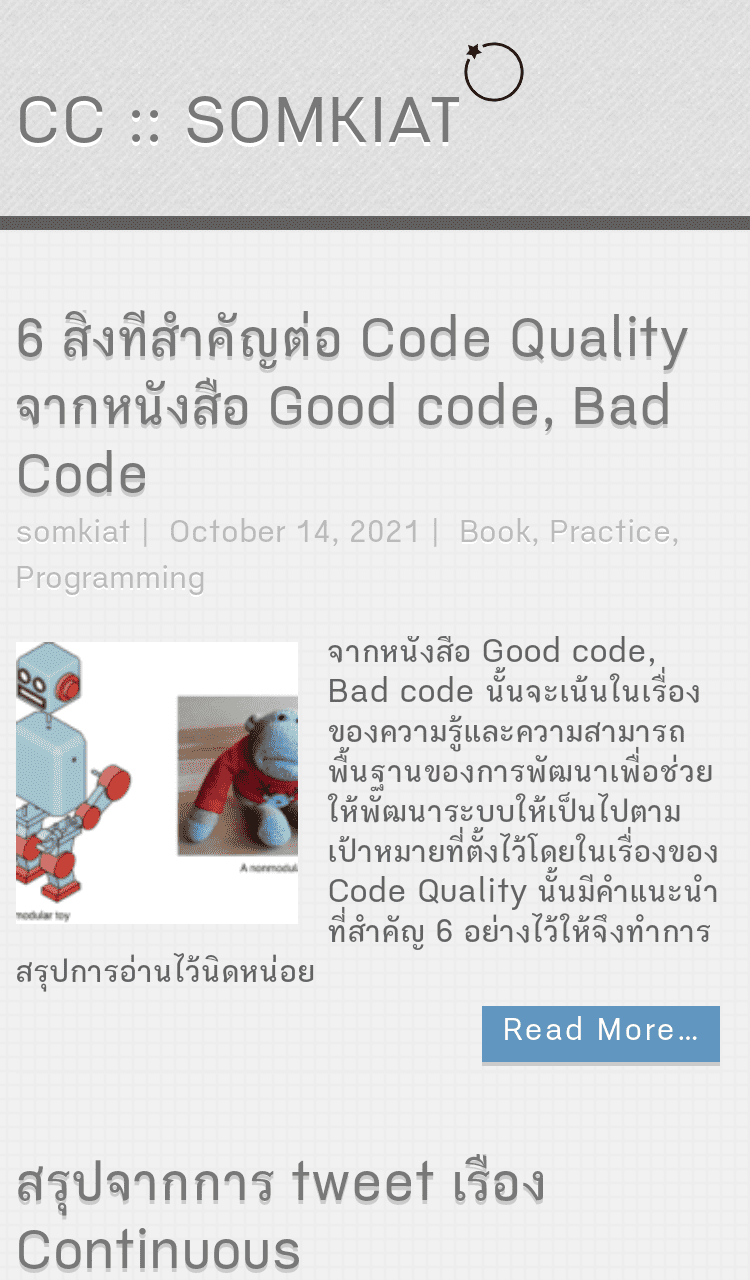 CC :: SOMKIAT
6 สิ่งที่สำคัญต่อ Code Quality
จากหนังสือ Good code, Bad
Code
somkiat | October 14, 2021 | Book, Practice,
Programming
จากหนังสือ Good code,
Bad code นั้นจะเน้นในเรื่อง
ของความรู้และความสามารถ
พื้นฐานของการพัฒนาเพื่อช่วย
ให้พัฒนาระบบให้เป็นไปตาม
เป้าหมายที่ตั้งไว้โดยในเรื่องของ
Code Quality นั้นมีคำแนะนำ
ที่สำคัญ 6 อย่างไว้ให้จึงทำการ
สรุปการอ่านไว้นิดหน่อย
A nonmodula
modular toy
Read More…
สรุปจากการ tweet เรื่อง
Continuous